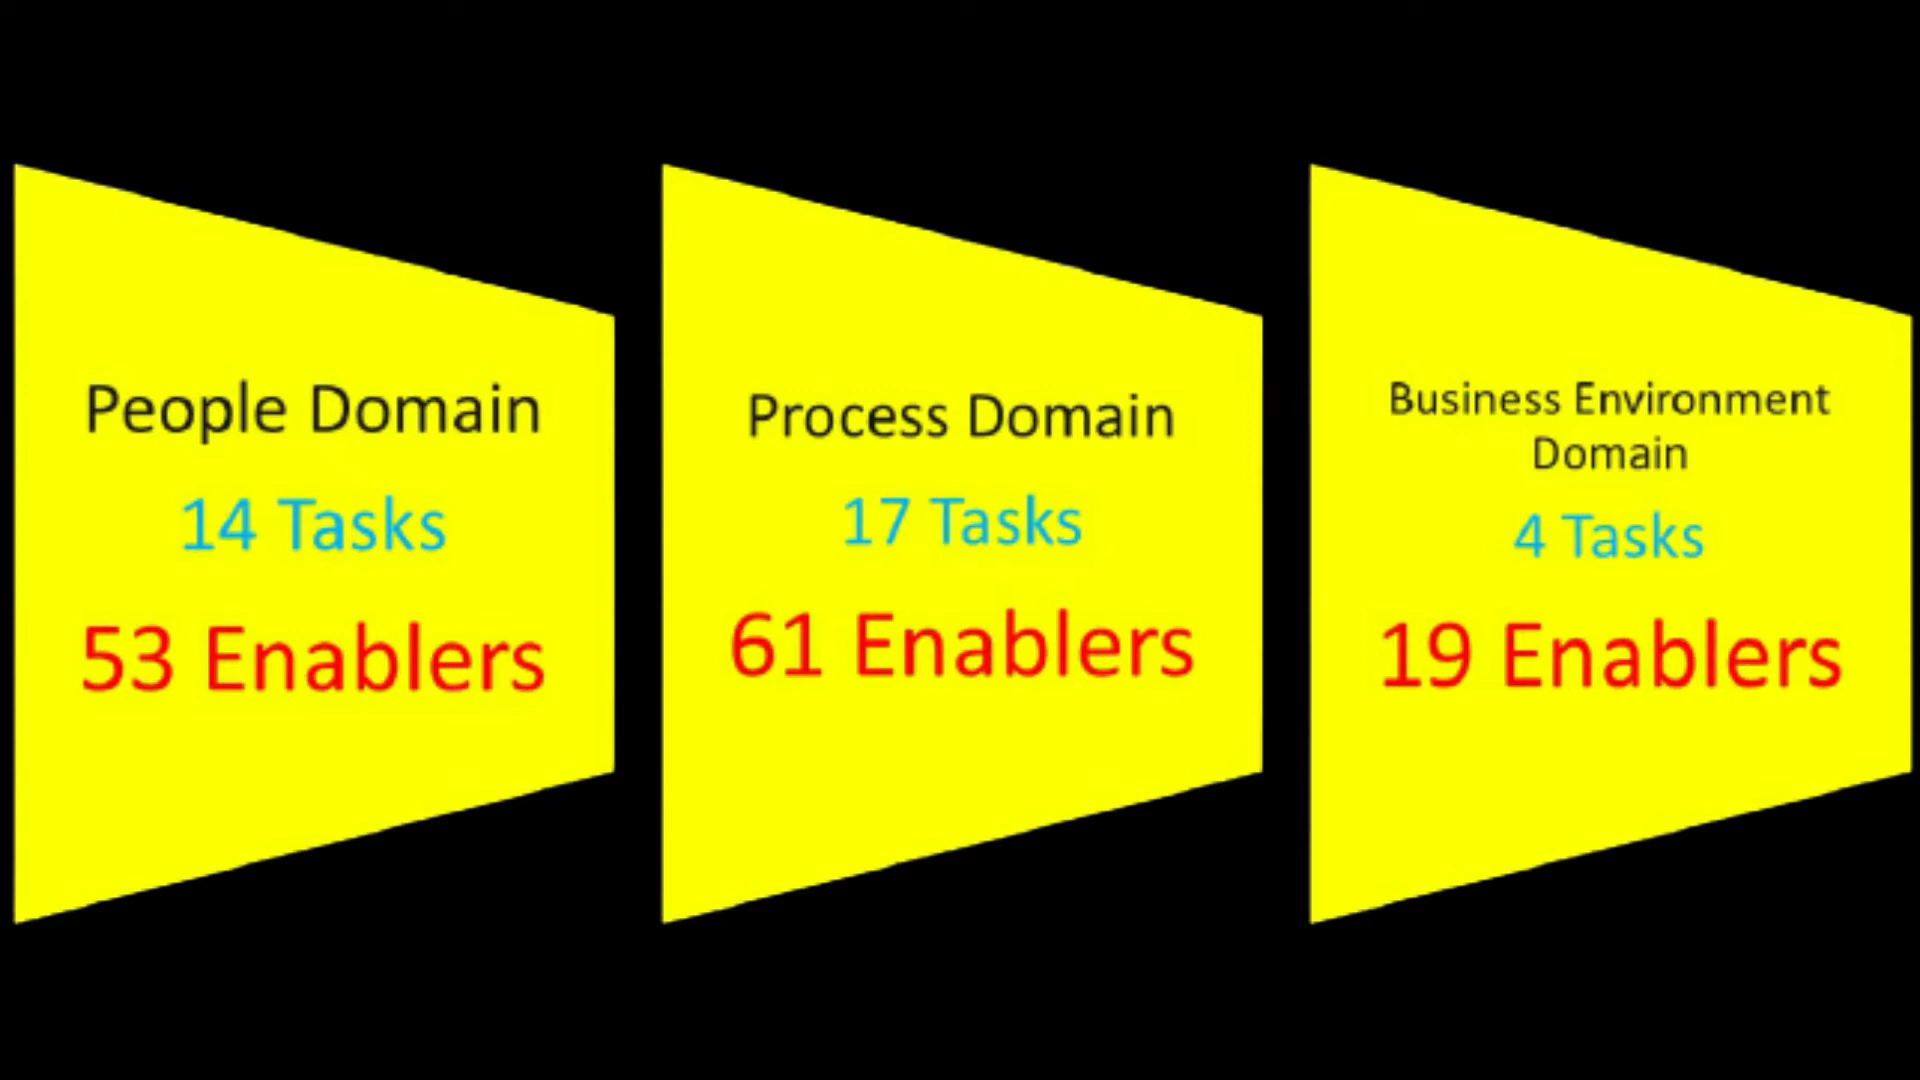 People Domain
14 Tasks
53 Enablers
Process Domain
17 Tasks
61 Enablers
Business Environment
Domain
4 Tasks
19 Enablers